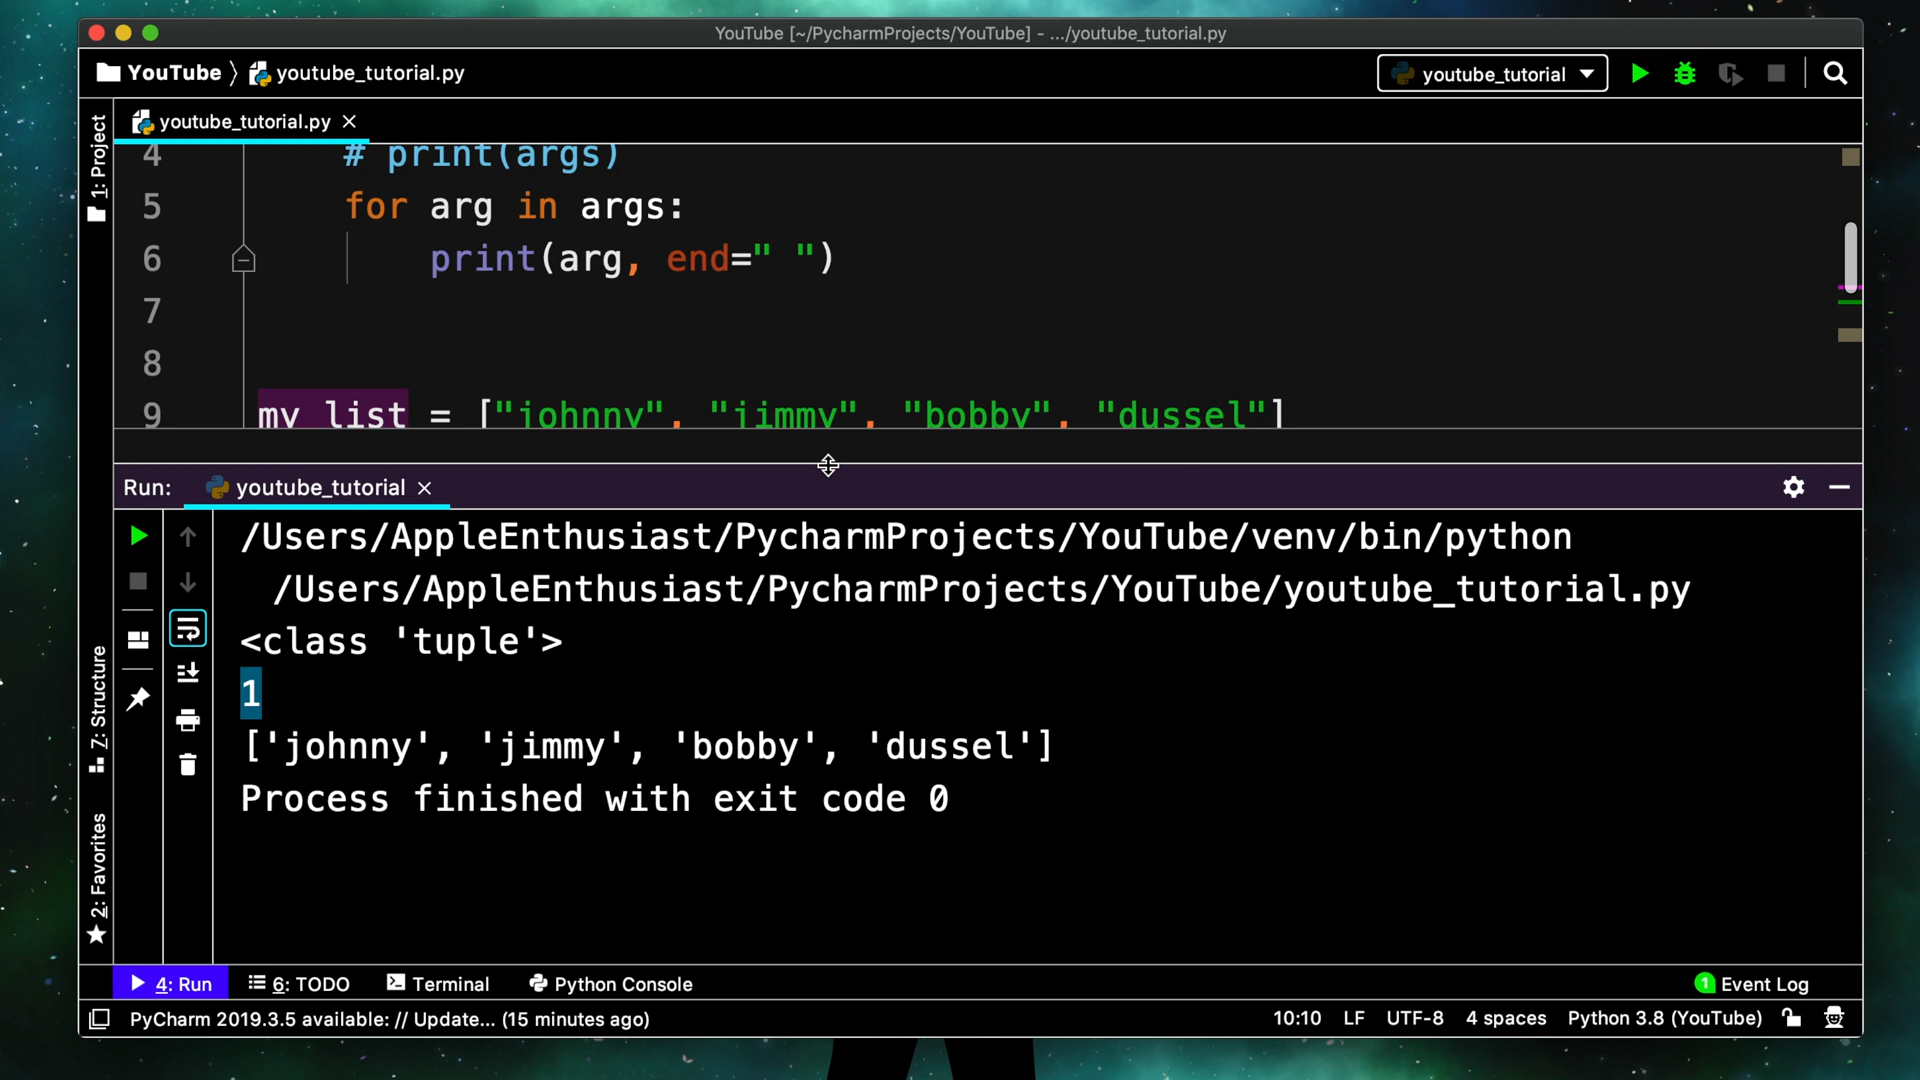 YouTube [~/PycharmProjects/YouTube] - .../youtube_tutorial.py
YouTube youtube_tutorial.py
youtube_tutorial
youtube_tutorial.py
1: Project
4 # print(args)
5 for arg in args:
6 print(arg, end=" ")
7
8
9 my_list = ["johnny", "jimmy", "bobby", "dussel"]
Run: youtube_tutorial
/Users/AppleEnthusiast/PycharmProjects/YouTube/venv/bin/python
/Users/AppleEnthusiast/PycharmProjects/YouTube/youtube_tutorial.py
<class 'tuple'>
1
['johnny', 'jimmy', 'bobby', 'dussel']
Process finished with exit code 0
7: Structure
2: Favorites
4: Run 6: TODO Terminal Python Console 1 Event Log
PyCharm 2019.3.5 available: // Update... (15 minutes ago) 10:10 LF UTF-8 4 spaces Python 3.8 (YouTube)